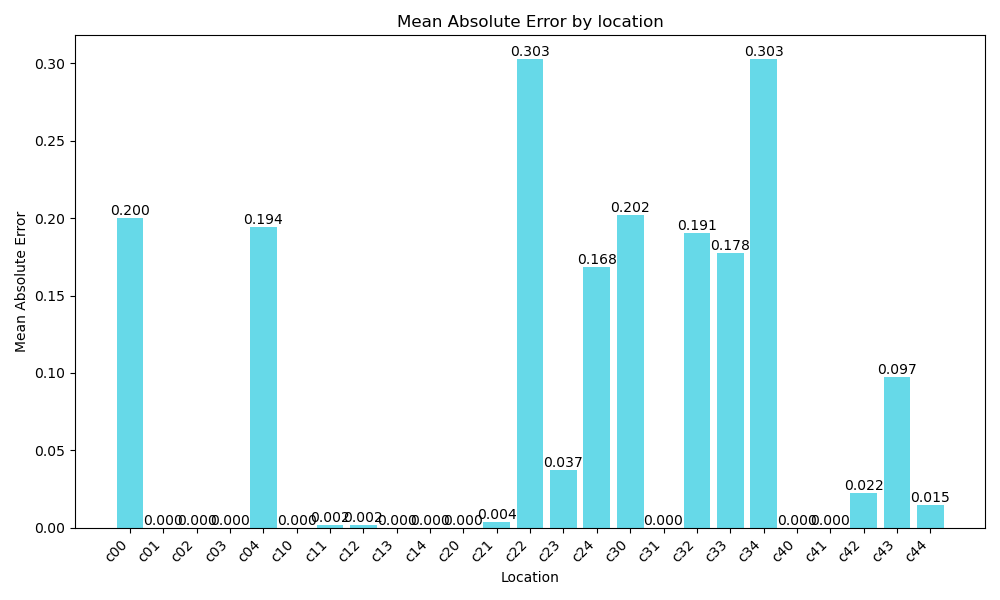 Mean Absolute Error by location
Mean Absolute Error
0.30
0.25
0.20
0.15
0.10
0.05
0.00
0.200
0.000
0.000
0.000
0.194
0.000
0.002
0.002
0.000
0.000
0.000
0.004
0.303
0.037
0.168
0.202
0.000
0.191
0.178
0.303
0.000
0.000
0.022
0.097
0.015
c00
c01
c02
c03
c04
c10
c11
c12
c13
c14
c20
c21
c22
c23
c24
c30
c31
c32
c33
c34
c40
c41
c42
c43
c44
Location